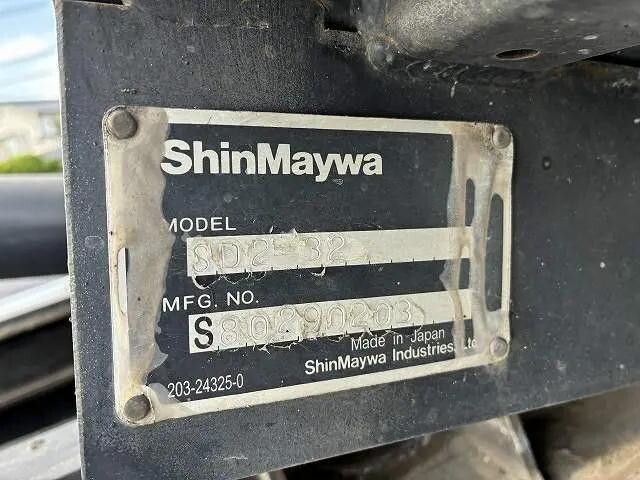 ShinMaywa
MODEL
SD2-32
MFG. NO.
S80290203
Made in Japan
ShinMaywa Industries, Ltd
203-24325-0